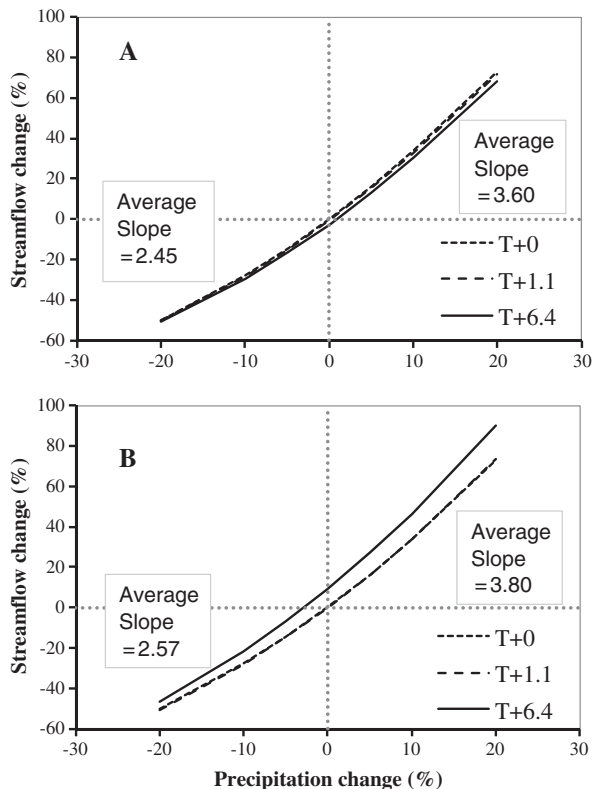 100
80
60
40
20
0
-20
-40
-60
Streamflow change (%)
A
Average
Slope
=3.60
Average
Slope
=2.45
T+0
T+1.1
T+6.4
-30 -20 -10 0 10 20 30
100
80
60
40
20
0
-20
-40
-60
Streamflow change (%)
B
Average
Slope
=3.80
Average
Slope
=2.57
T+0
T+1.1
T+6.4
-30 -20 -10 0 10 20 30
Precipitation change (%)